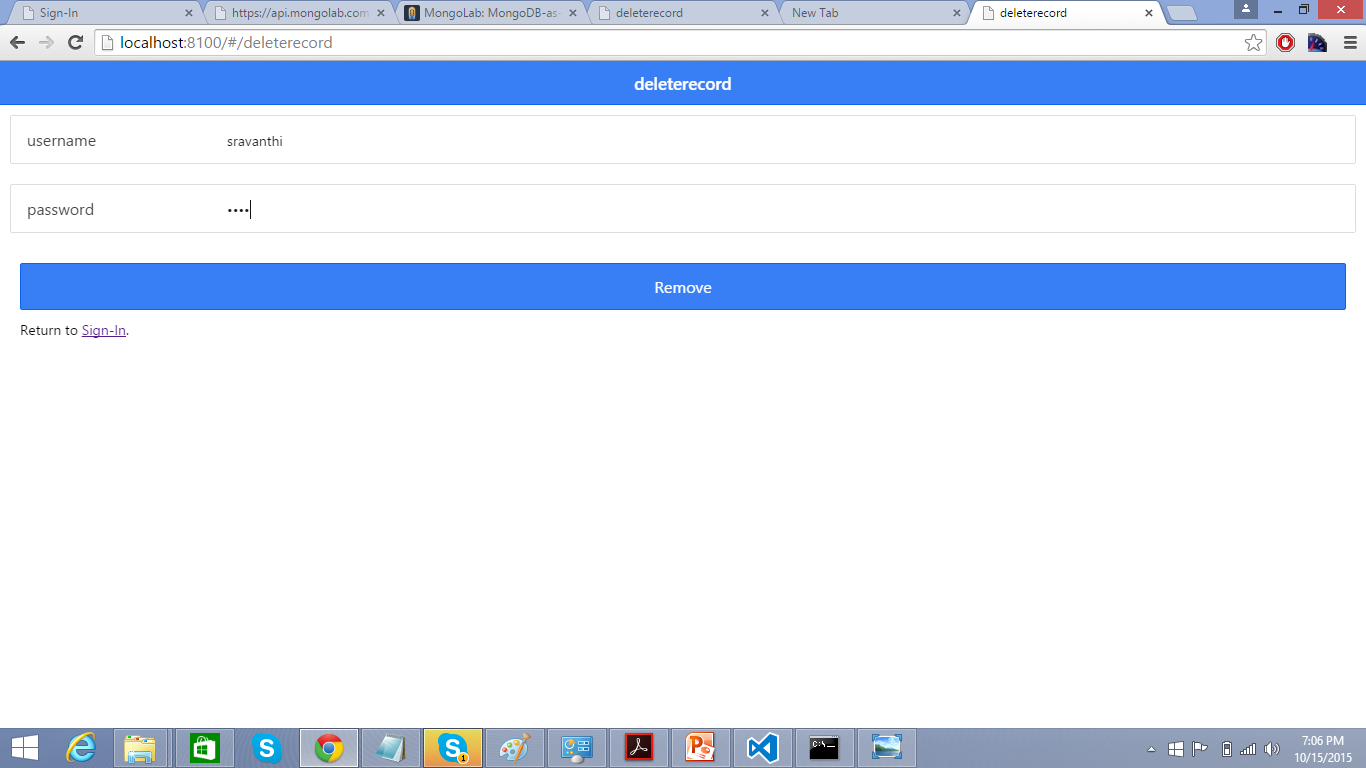 Sign-In
https://api.mongolab.com
MongoLab: MongoDB-as-
deleterecord
New Tab
deleterecord
localhost:8100/#/deleterecord
deleterecord
username sravanthi
password ••••
Remove
Return to Sign-In.
7:06 PM
10/15/2015